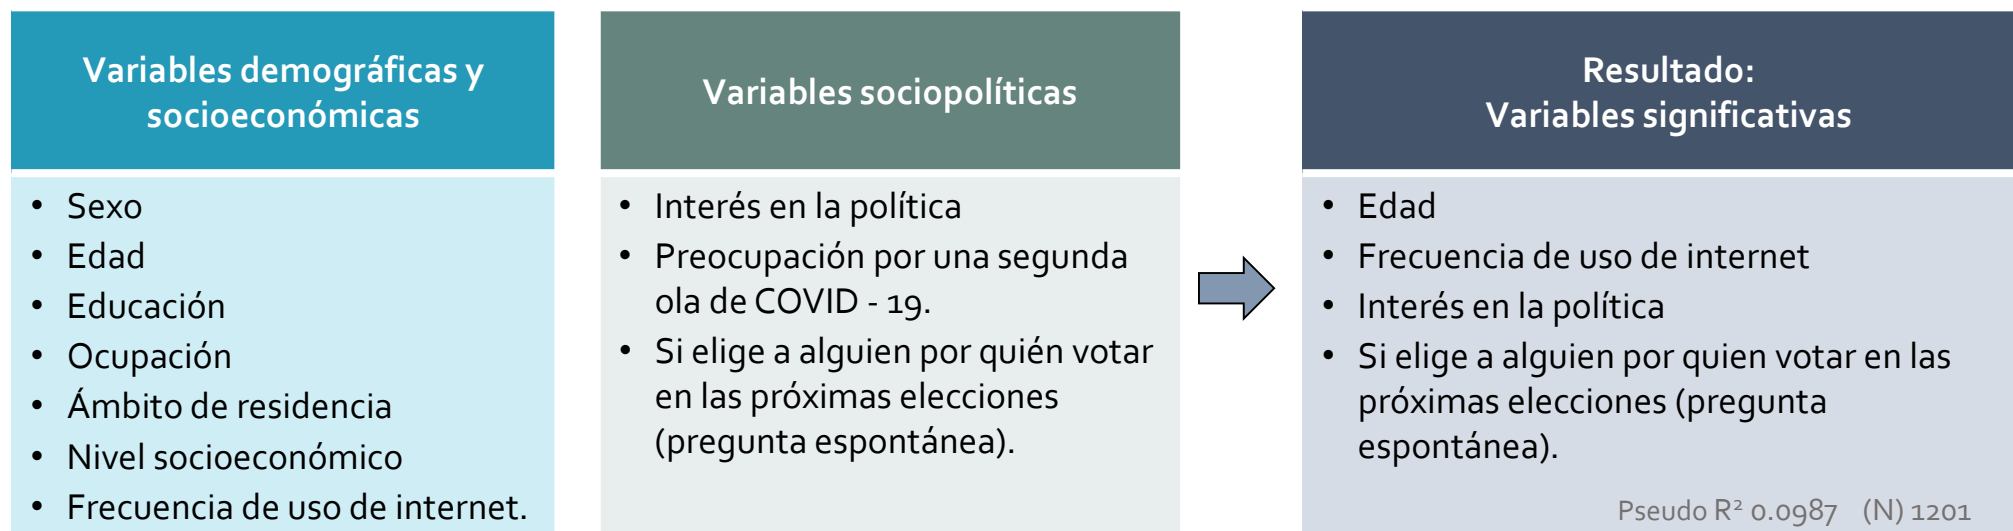 Variables demográficas y
socioeconómicas
• Sexo
• Edad
• Educación
• Ocupación
• Ámbito de residencia
• Nivel socioeconómico
• Frecuencia de uso de internet.
Variables sociopolíticas
• Interés en la política
• Preocupación por una segunda
ola de COVID - 19.
• Si elige a alguien por quién votar
en las próximas elecciones
(pregunta espontánea).
Resultado:
Variables significativas
• Edad
• Frecuencia de uso de internet
• Interés en la política
• Si elige a alguien por quien votar en las
próximas elecciones (pregunta
espontánea).
Pseudo R² 0.0987 (N) 1201